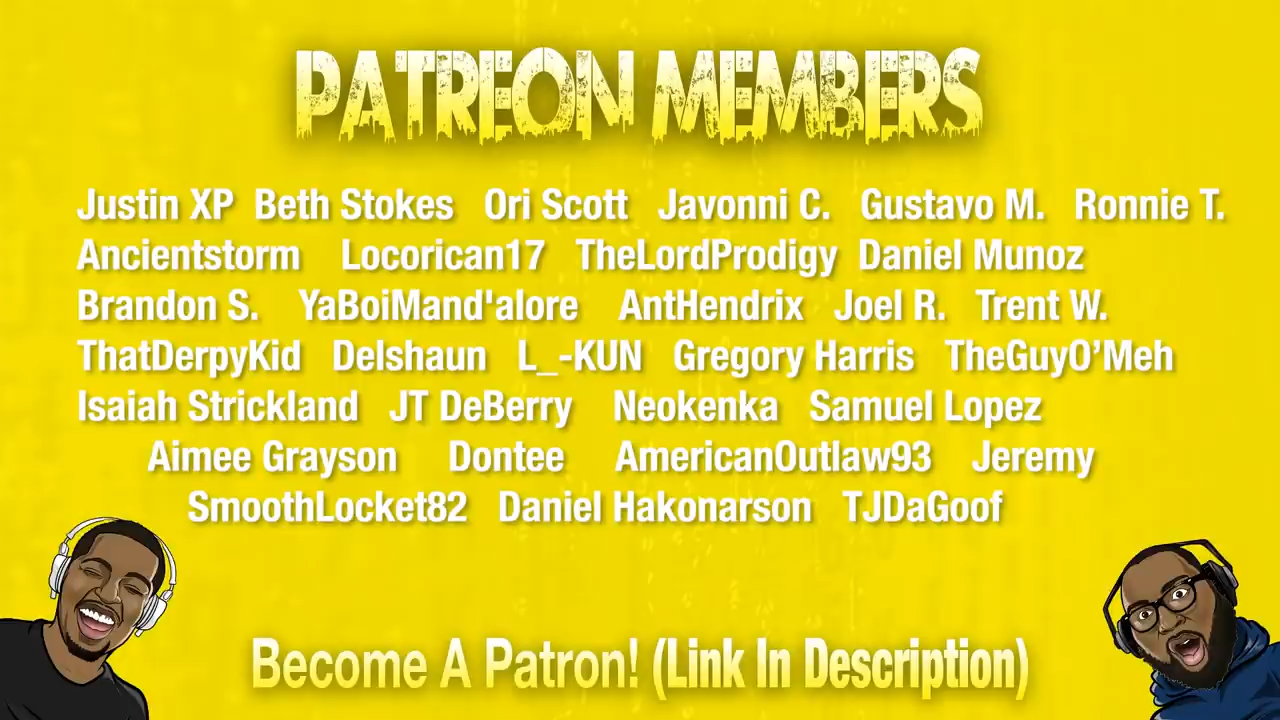 PATREON MEMBERS
Justin XP Beth Stokes Ori Scott Javonni C. Gustavo M. Ronnie T.
Ancientstorm Locorican17 TheLordProdigy Daniel Munoz
Brandon S. YaBoiMand'alore AntHendrix Joel R. Trent W.
ThatDerpyKid Delshaun L_-KUN Gregory Harris TheGuyO’Meh
Isaiah Strickland JT DeBerry Neokenka Samuel Lopez
Aimee Grayson Dontee AmericanOutlaw93 Jeremy
SmoothLocket82 Daniel Hakonarson TJDaGoof
Become A Patron! (Link In Description)